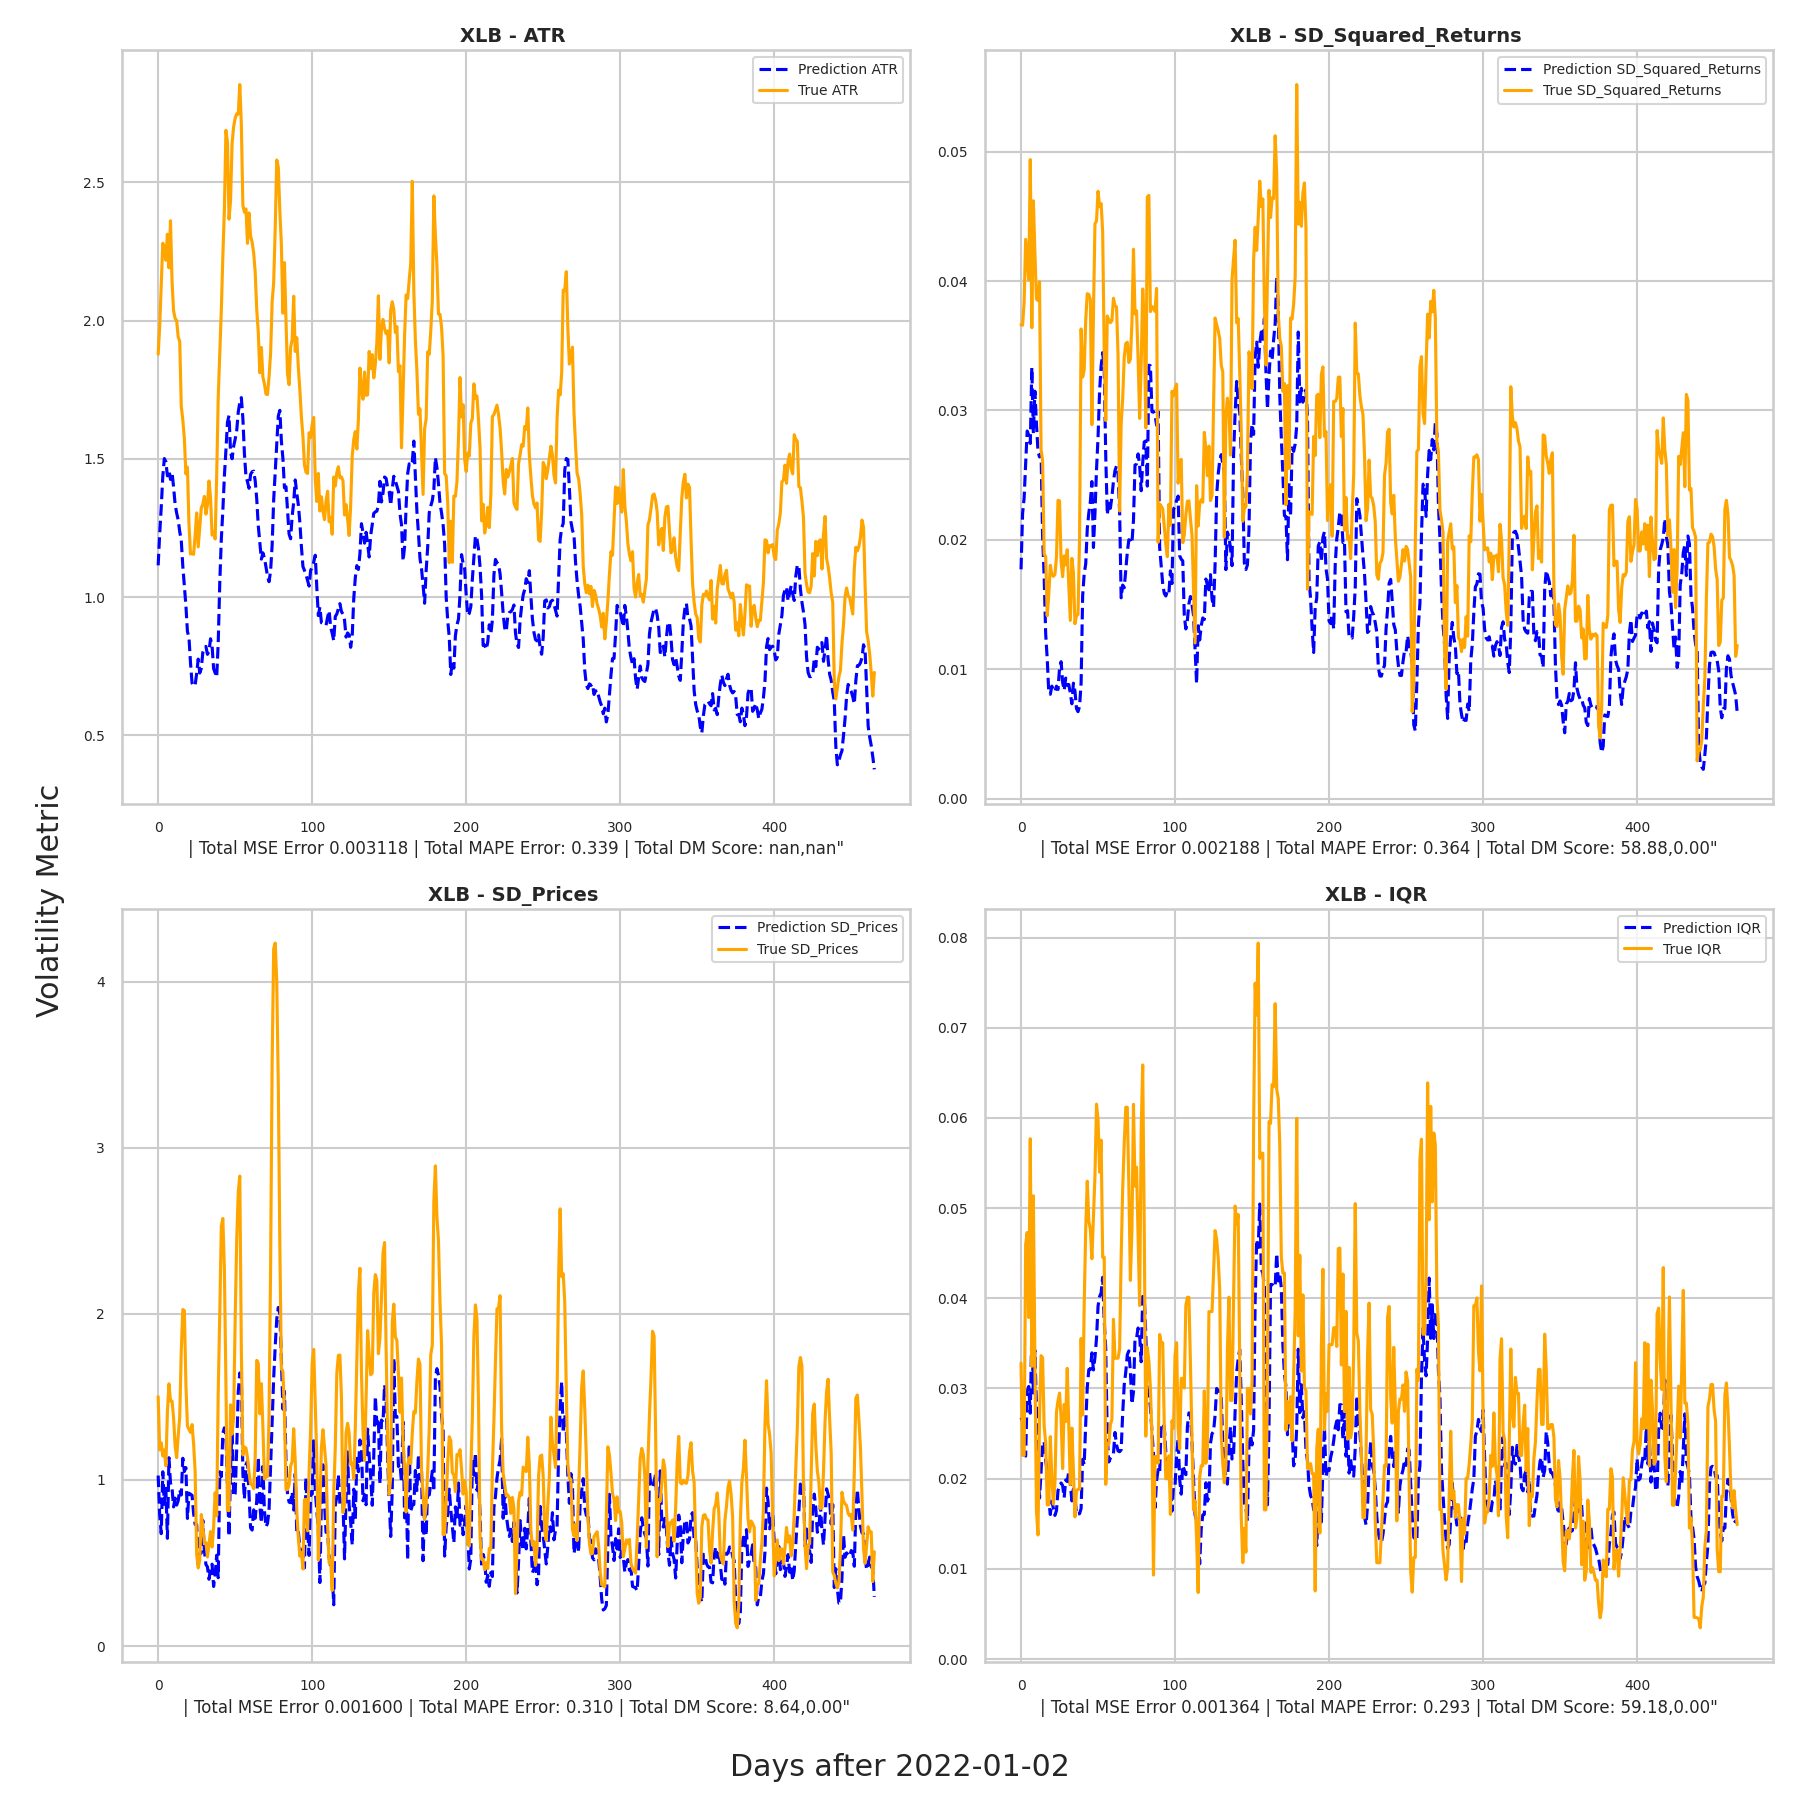 XLB - ATR
Prediction ATR
True ATR
2.5
2.0
1.5
1.0
0.5
0 100 200 300 400
| Total MSE Error 0.003118 | Total MAPE Error: 0.339 | Total DM Score: nan,nan"
XLB - SD_Squared_Returns
Prediction SD_Squared_Returns
True SD_Squared_Returns
0.05
0.04
0.03
0.02
0.01
0.00
0 100 200 300 400
| Total MSE Error 0.002188 | Total MAPE Error: 0.364 | Total DM Score: 58.88,0.00"
Volatility Metric
XLB - SD_Prices
Prediction SD_Prices
True SD_Prices
4
3
2
1
0
0 100 200 300 400
| Total MSE Error 0.001600 | Total MAPE Error: 0.310 | Total DM Score: 8.64,0.00"
XLB - IQR
Prediction IQR
True IQR
0.08
0.07
0.06
0.05
0.04
0.03
0.02
0.01
0.00
0 100 200 300 400
| Total MSE Error 0.001364 | Total MAPE Error: 0.293 | Total DM Score: 59.18,0.00"
Days after 2022-01-02